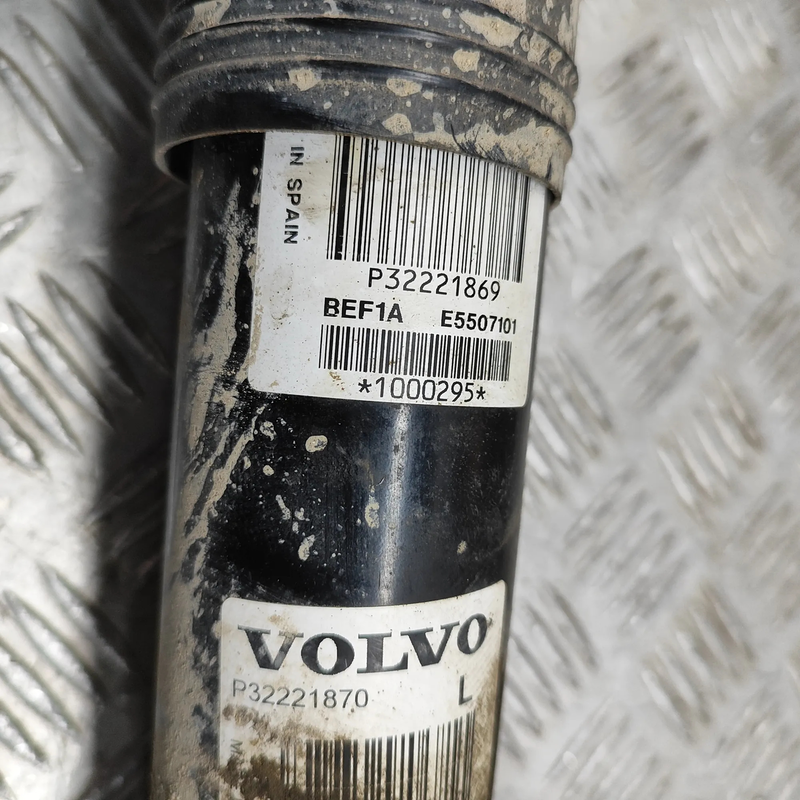 IN SPAIN
P32221869
BEF1A E5507101
*1000295*
VOLVO
P32221870 L